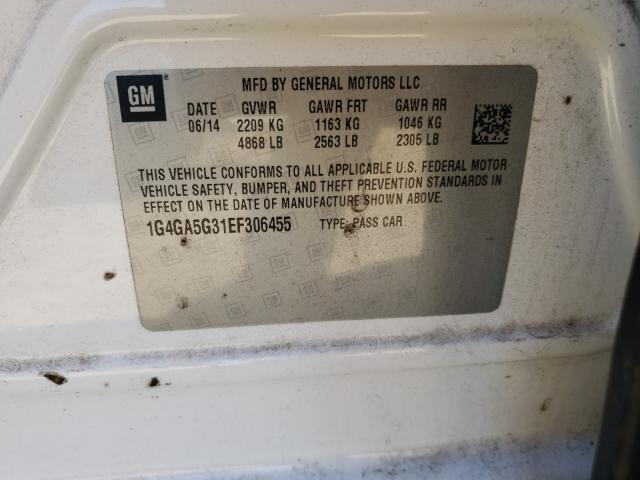 GM
MFD BY GENERAL MOTORS LLC
DATE GVWR GAWR FRT GAWR RR
06/14 2209 KG 1163 KG 1046 KG
4868 LB 2563 LB 2305 LB
THIS VEHICLE CONFORMS TO ALL APPLICABLE U.S. FEDERAL MOTOR
VEHICLE SAFETY, BUMPER, AND THEFT PREVENTION STANDARDS IN
EFFECT ON THE DATE OF MANUFACTURE SHOWN ABOVE.
1G4GA5G31EF306455 TYPE: PASS CAR